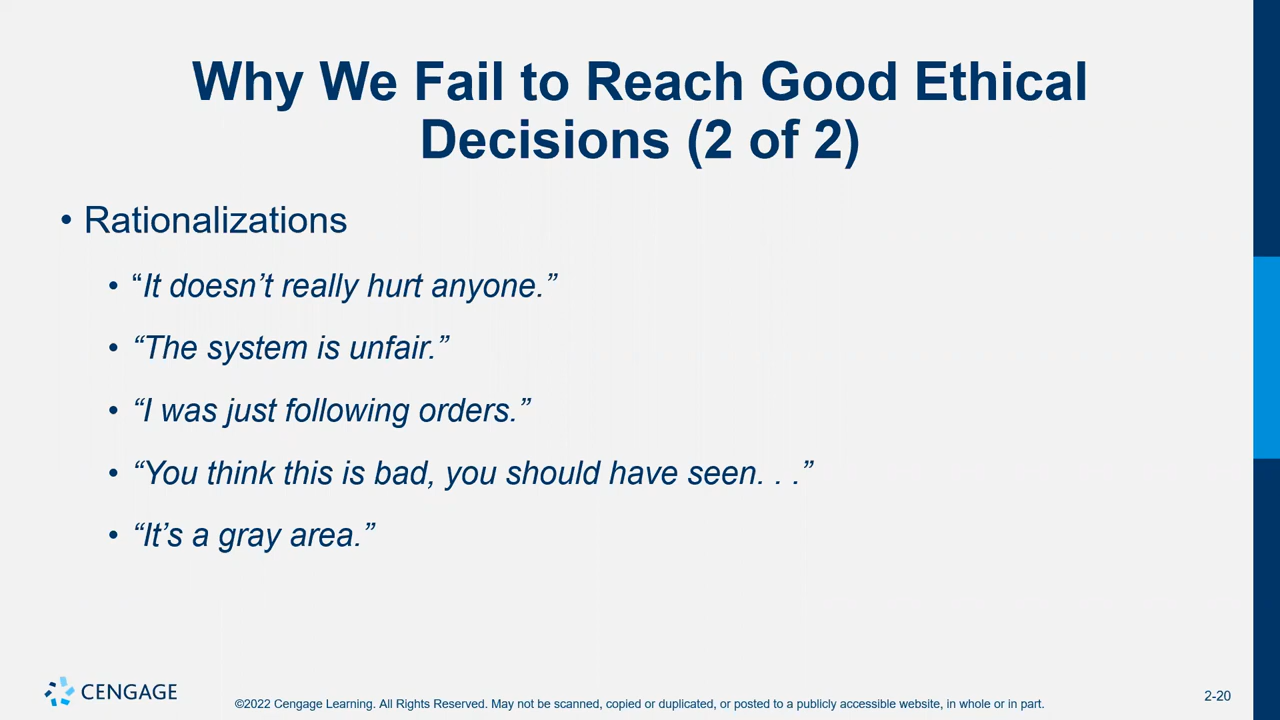 Why We Fail to Reach Good Ethical
Decisions (2 of 2)
• Rationalizations
• “It doesn’t really hurt anyone.”
• “The system is unfair.”
• “I was just following orders.”
• “You think this is bad, you should have seen. . .”
• “It’s a gray area.”
CENGAGE
©2022 Cengage Learning. All Rights Reserved. May not be scanned, copied or duplicated, or posted to a publicly accessible website, in whole or in part.
2-20